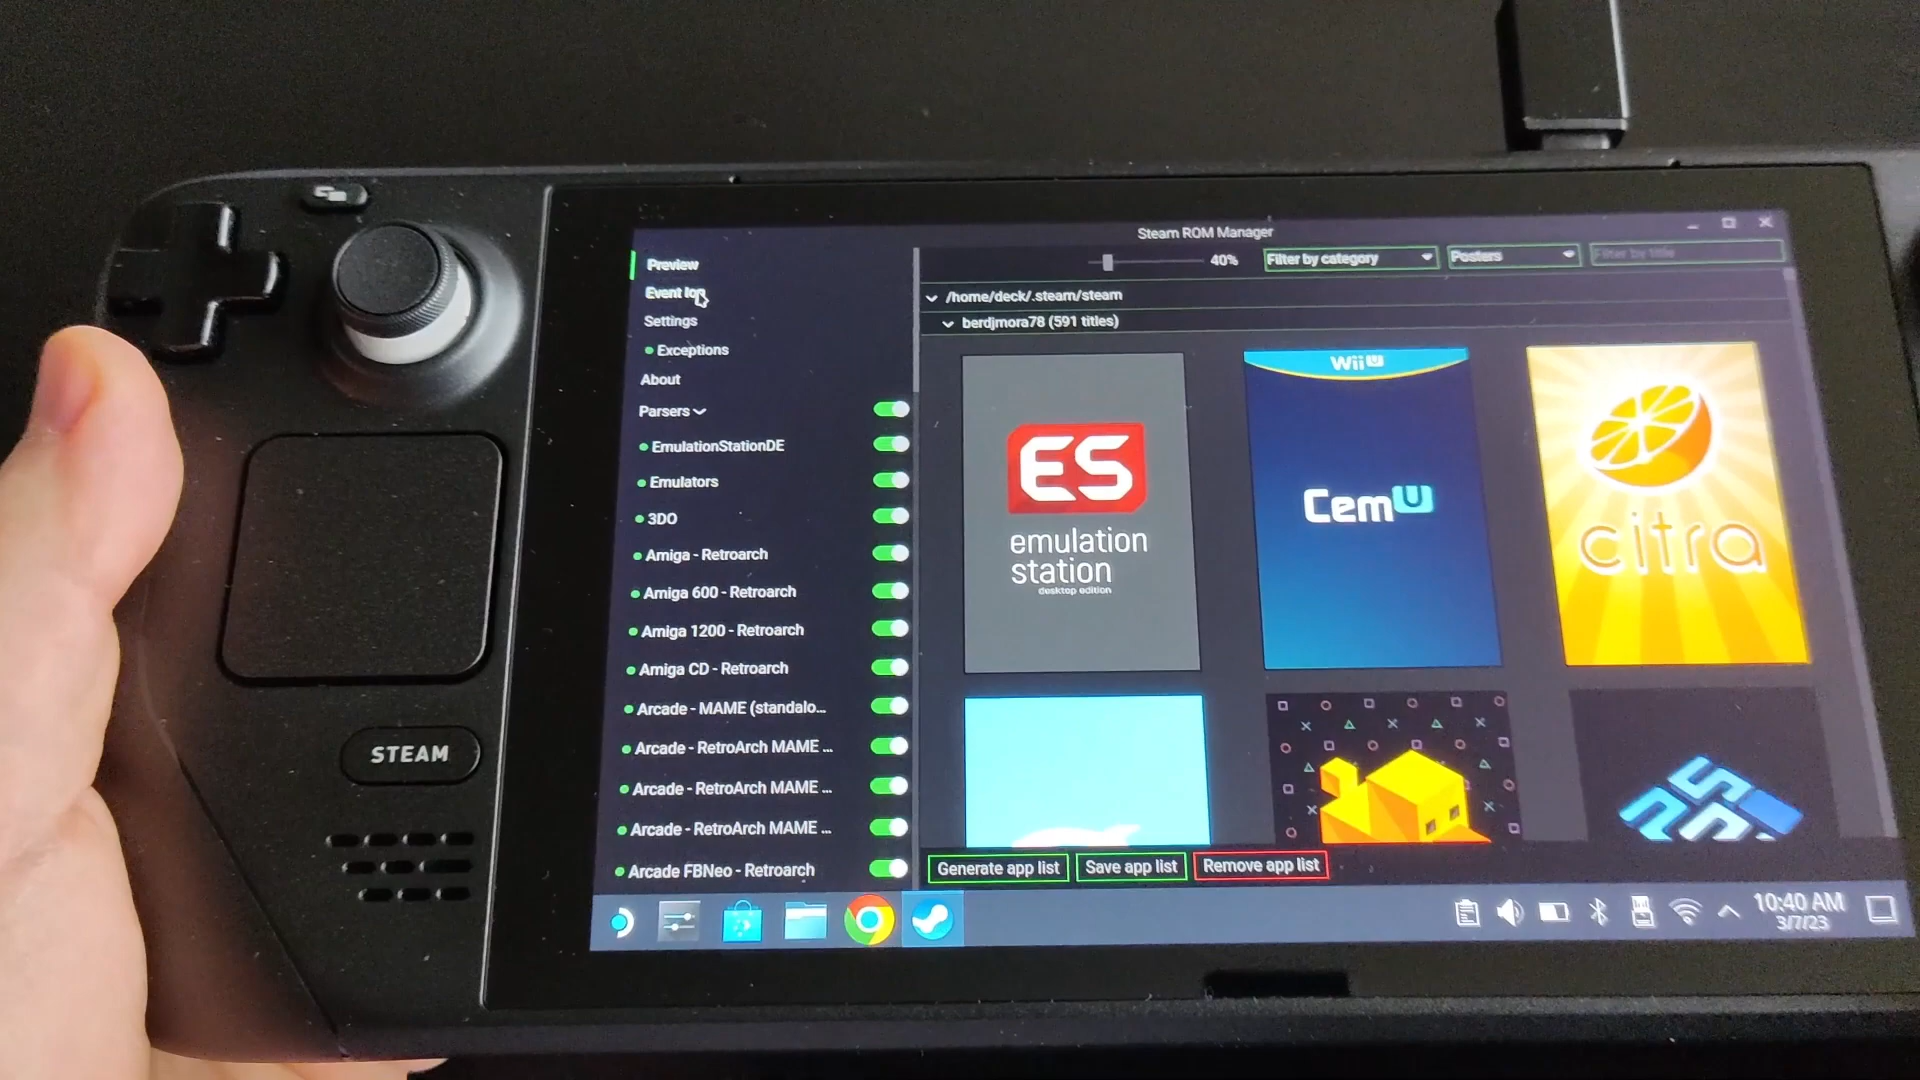 Steam ROM Manager
Preview
Event log
Settings
Exceptions
About
Parsers
EmulationStationDE
Emulators
3DO
Amiga - Retroarch
Amiga 600 - Retroarch
Amiga 1200 - Retroarch
Amiga CD - Retroarch
Arcade - MAME (standalo...
Arcade - RetroArch MAME ...
Arcade - RetroArch MAME ...
Arcade - RetroArch MAME ...
Arcade FBNeo - Retroarch
40%
Filter by category
Posters
Filter by title
/home/deck/.steam/steam
berdjmora78 (591 titles)
ES
emulation
station
desktop edition
Wii U
Cemu
citra
Generate app list
Save app list
Remove app list
10:40 AM
3/7/23
STEAM